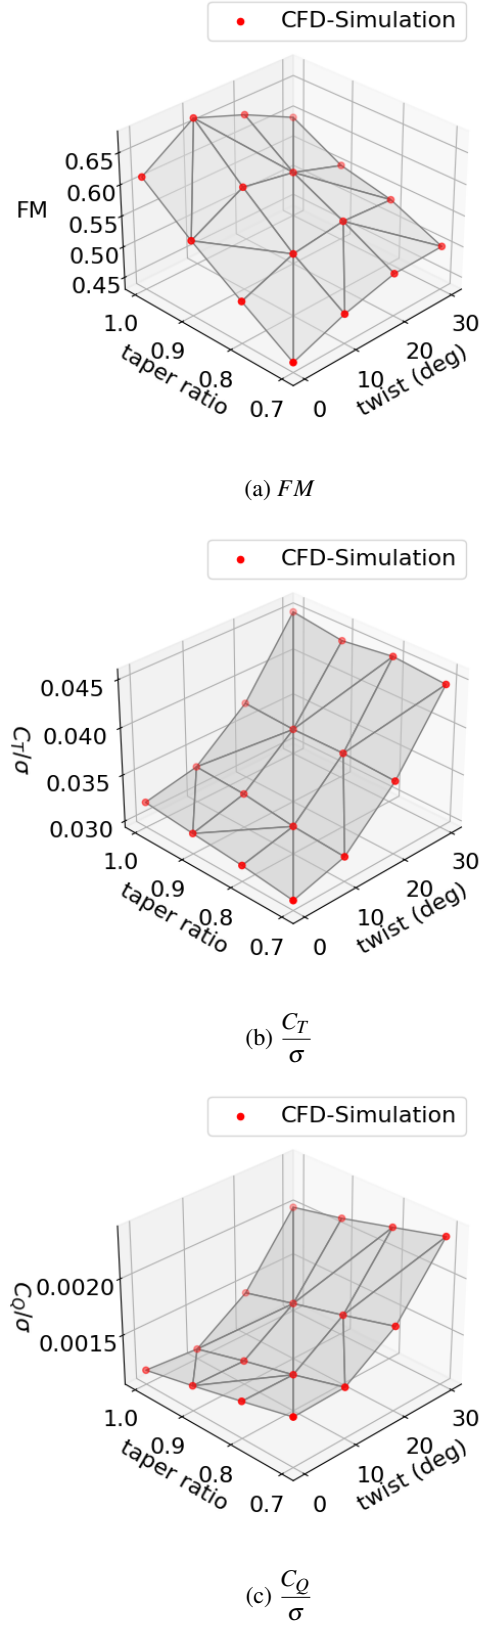 CFD-Simulation
0.65
0.60
FM
0.55
0.50
0.45
1.0
0.9
0.8
0.7
taper ratio
0
10
20
30
twist (deg)
(a) FM
CFD-Simulation
0.045
0.040
C_T/σ
0.035
0.030
1.0
0.9
0.8
0.7
taper ratio
0
10
20
30
twist (deg)
(b) C_T/σ
CFD-Simulation
0.0020
C_Q/σ
0.0015
1.0
0.9
0.8
0.7
taper ratio
0
10
20
30
twist (deg)
(c) C_Q/σ